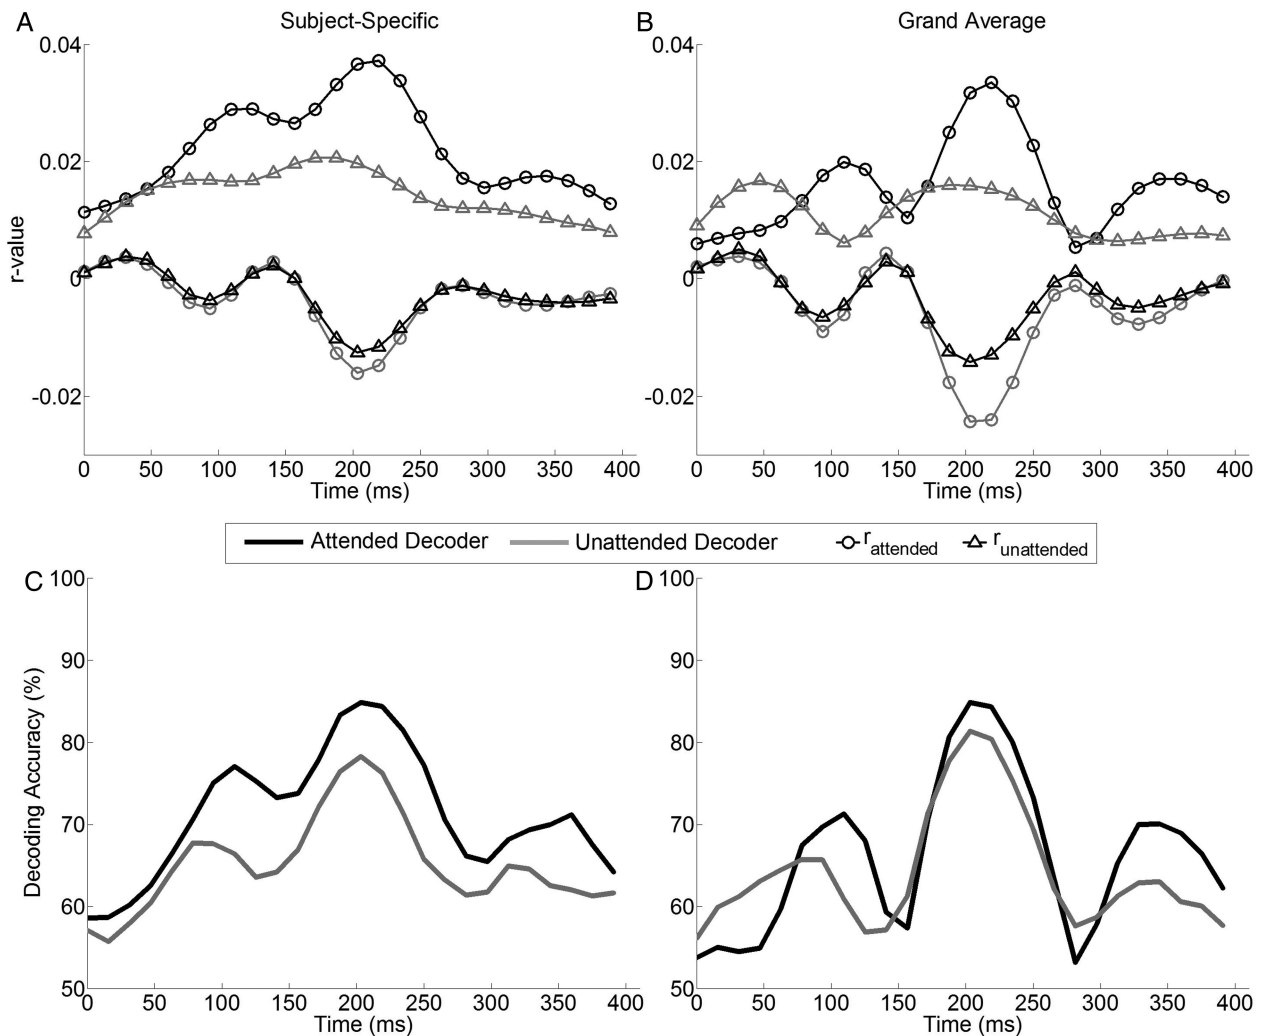 A Subject-Specific
B Grand Average
0.04
0.02
0
-0.02
r-value
0 50 100 150 200 250 300 350 400
Time (ms)
0.04
0.02
0
-0.02
0 50 100 150 200 250 300 350 400
Time (ms)
Attended Decoder Unattended Decoder r attended r unattended
C
100
90
80
70
60
50
Decoding Accuracy (%)
0 50 100 150 200 250 300 350 400
Time (ms)
D
100
90
80
70
60
50
0 50 100 150 200 250 300 350 400
Time (ms)